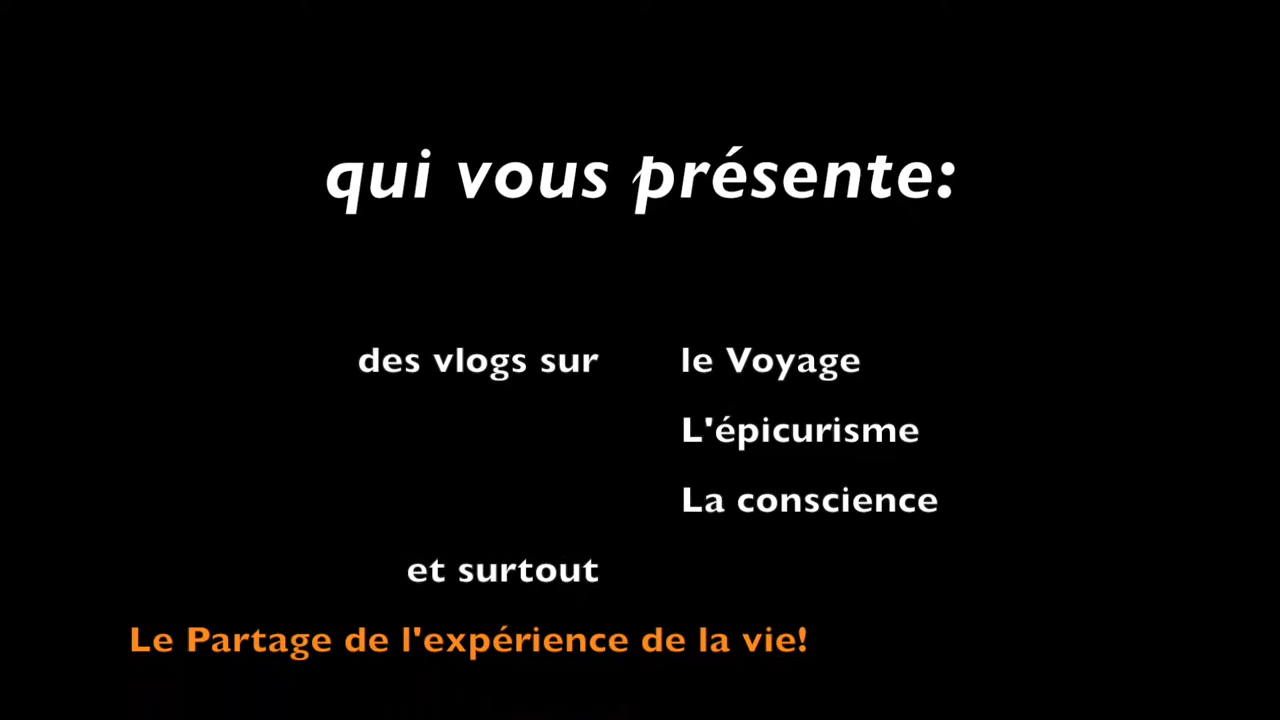 qui vous présente:
des vlogs sur le Voyage
L'épicurisme
La conscience
et surtout
Le Partage de l'expérience de la vie!